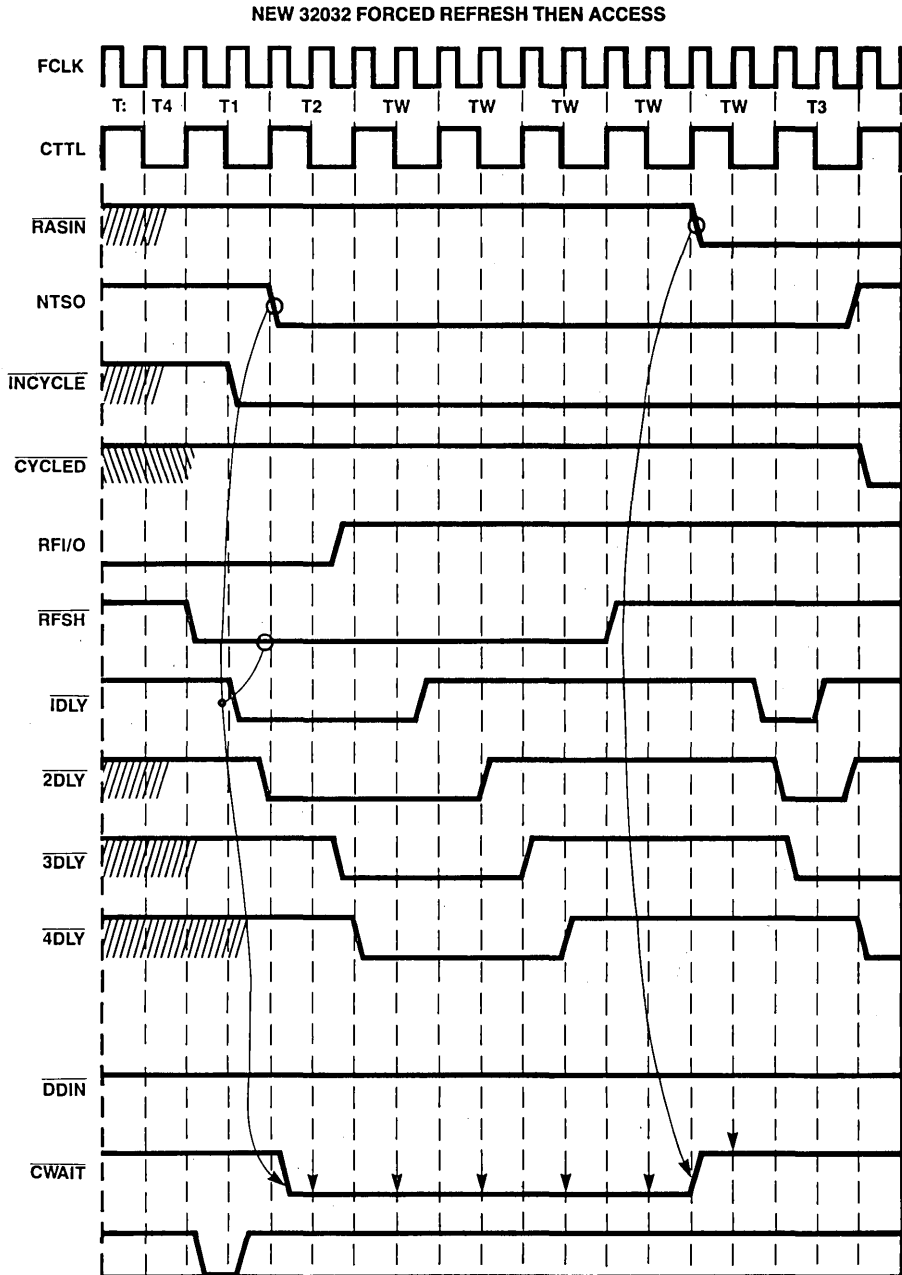 NEW 32032 FORCED REFRESH THEN ACCESS
FCLK
T: T4 T1 T2 TW TW TW TW TW T3
CTTL
RASIN
NTSO
INCYCLE
CYCLED
RFI/O
RFSH
IDLY
2DLY
3DLY
4DLY
DDIN
CWAIT